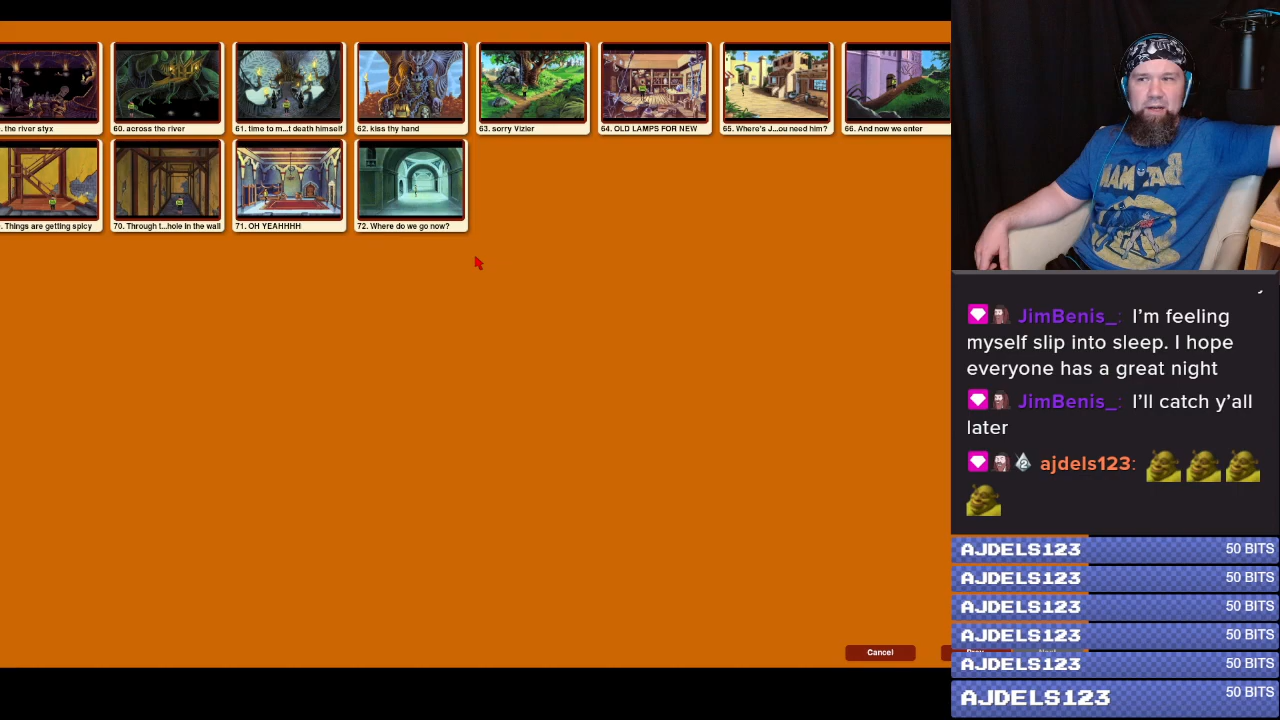 . the river styx
60. across the river
61. time to m...t death himself
62. kiss thy hand
63. sorry Vizier
64. OLD LAMPS FOR NEW
65. Where's J...ou need him?
66. And now we enter
. Things are getting spicy
70. Through t...hole in the wall
71. OH YEAHHHH
72. Where do we go now?
Cancel
JimBenis_: I'm feeling
myself slip into sleep. I hope
everyone has a great night
JimBenis_: I'll catch y'all
later
2 ajdels123:
AJDELS123 50 BITS
AJDELS123 50 BITS
AJDELS123 50 BITS
AJDELS123 50 BITS
AJDELS123 50 BITS
AJDELS123 50 BITS